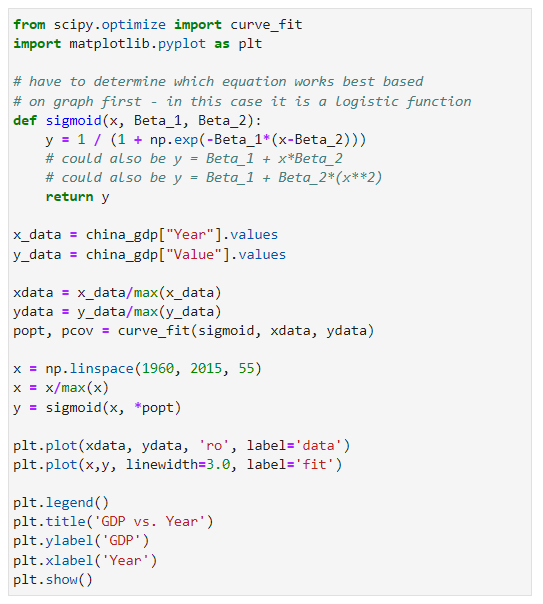 from scipy.optimize import curve_fit
import matplotlib.pyplot as plt

# have to determine which equation works best based
# on graph first - in this case it is a logistic function
def sigmoid(x, Beta_1, Beta_2):
    y = 1 / (1 + np.exp(-Beta_1*(x-Beta_2)))
    # could also be y = Beta_1 + x*Beta_2
    # could also be y = Beta_1 + Beta_2*(x**2)
    return y

x_data = china_gdp["Year"].values
y_data = china_gdp["Value"].values

xdata = x_data/max(x_data)
ydata = y_data/max(y_data)
popt, pcov = curve_fit(sigmoid, xdata, ydata)

x = np.linspace(1960, 2015, 55)
x = x/max(x)
y = sigmoid(x, *popt)

plt.plot(xdata, ydata, 'ro', label='data')
plt.plot(x,y, linewidth=3.0, label='fit')

plt.legend()
plt.title('GDP vs. Year')
plt.ylabel('GDP')
plt.xlabel('Year')
plt.show()